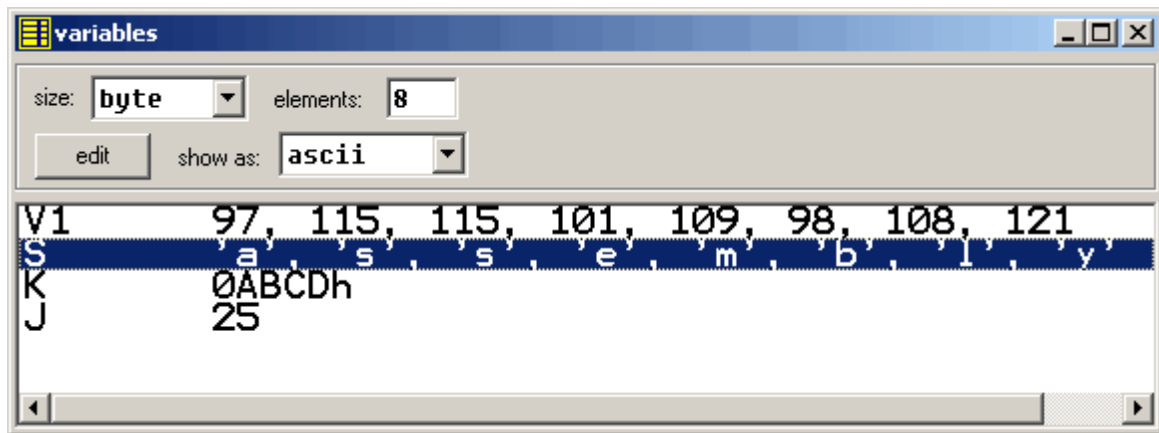 variables
size: byte elements: 8
edit show as: ascii
V1 97, 115, 115, 101, 109, 98, 108, 121
S 'a', 's', 's', 'e', 'm', 'b', 'l', 'y'
K 0ABCDh
J 25